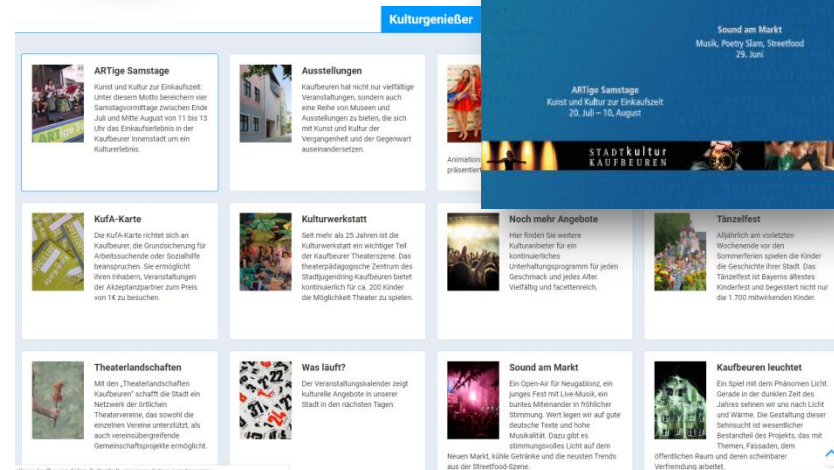 Kulturgenießer
Sound am Markt
Musik, Poetry Slam, Streetfood
29. Juni
ARTige Samstage
Kunst und Kultur zur Einkaufszeit
20. Juli – 10, August
STADTkultur
KAUFBEUREN
ARTige Samstage
Kunst und Kultur zur Einkaufszeit:
Unter diesem Motto bereichern vier
Samstagvormittage zwischen Ende
Juli und Mitte August von 11 bis 13
Uhr das Einkaufserlebnis in der
Kaufbeurer Innenstadt um ein
Kulturerlebnis.
Ausstellungen
Kaufbeuren hat nicht nur vielfältige
Veranstaltungen, sondern auch
eine Reihe von Museen und
Ausstellungen zu bieten, die sich
mit Kunst und Kultur der
Vergangenheit und der Gegenwart
auseinandersetzen.
Animation
präsentiert
KufA-Karte
Die KufA-Karte richtet sich an
Kaufbeurer, die Grundsicherung für
Arbeitssuchende oder Sozialhilfe
beanspruchen. Sie ermöglicht
ihren Inhabern, Veranstaltungen
der Akzeptanzpartner zum Preis
von 1€ zu besuchen.
Kulturwerkstatt
Seit mehr als 25 Jahren ist die
Kulturwerkstatt ein wichtiger Teil
der Kaufbeurer Theaterszene. Das
theaterpädagogische Zentrum des
Stadtjugendring Kaufbeuren bietet
kontinuierlich für ca. 200 Kinder
die Möglichkeit Theater zu spielen.
Noch mehr Angebote
Hier finden Sie weitere
Kulturanbieter für ein
kontinuierliches
Unterhaltungsprogramm für jeden
Geschmack und jedes Alter.
Vielfältig und facettenreich.
Tänzelfest
Alljährlich am vorletzten
Wochenende vor den
Sommerferien spielen die Kinder
die Geschichte ihrer Stadt. Das
Tänzelfest ist Bayerns ältestes
Kinderfest und begeistert nicht nur
die 1.700 mitwirkenden Kinder.
Theaterlandschaften
Mit den „Theaterlandschaften
Kaufbeuren" schafft die Stadt ein
Netzwerk der örtlichen
Theatervereine, das sowohl die
einzelnen Vereine unterstützt, als
auch vereinsübergreifende
Gemeinschaftsprojekte ermöglicht.
Was läuft?
Der Veranstaltungskalender zeigt
kulturelle Angebote in unserer
Stadt in den nächsten Tagen.
Sound am Markt
Ein Open-Air für Neugablonz, ein
junges Fest mit Live-Musik, ein
buntes Miteinander in fröhlicher
Stimmung. Wert legen wir auf gute
deutsche Texte und hohe
Musikalität. Dazu gibt es
stimmungsvolles Licht auf dem
Neuen Markt, kühle Getränke und die neusten Trends
aus der Streetfood-Szene.
Kaufbeuren leuchtet
Ein Spiel mit dem Phänomen Licht.
Gerade in der dunklen Zeit des
Jahres sehnen wir uns nach Licht
und Wärme. Die Gestaltung dieser
Sehnsucht ist wesentlicher
Bestandteil des Projekts, das mit
Themen, Fassaden, dem
öffentlichen Raum und deren scheinbarer
Verfremdung arbeitet.